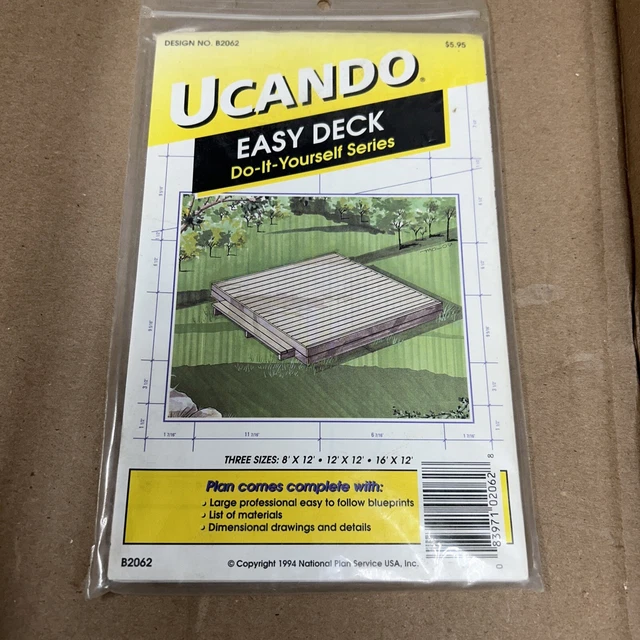 DESIGN NO. B2062
$5.95
UCANDO®
EASY DECK
Do-It-Yourself Series
THREE SIZES: 8' X 12' • 12' X 12' • 16' X 12'
Plan comes complete with:
• Large professional easy to follow blueprints
• List of materials
• Dimensional drawings and details
0 83971 02062 8
B2062
© Copyright 1994 National Plan Service USA, Inc.